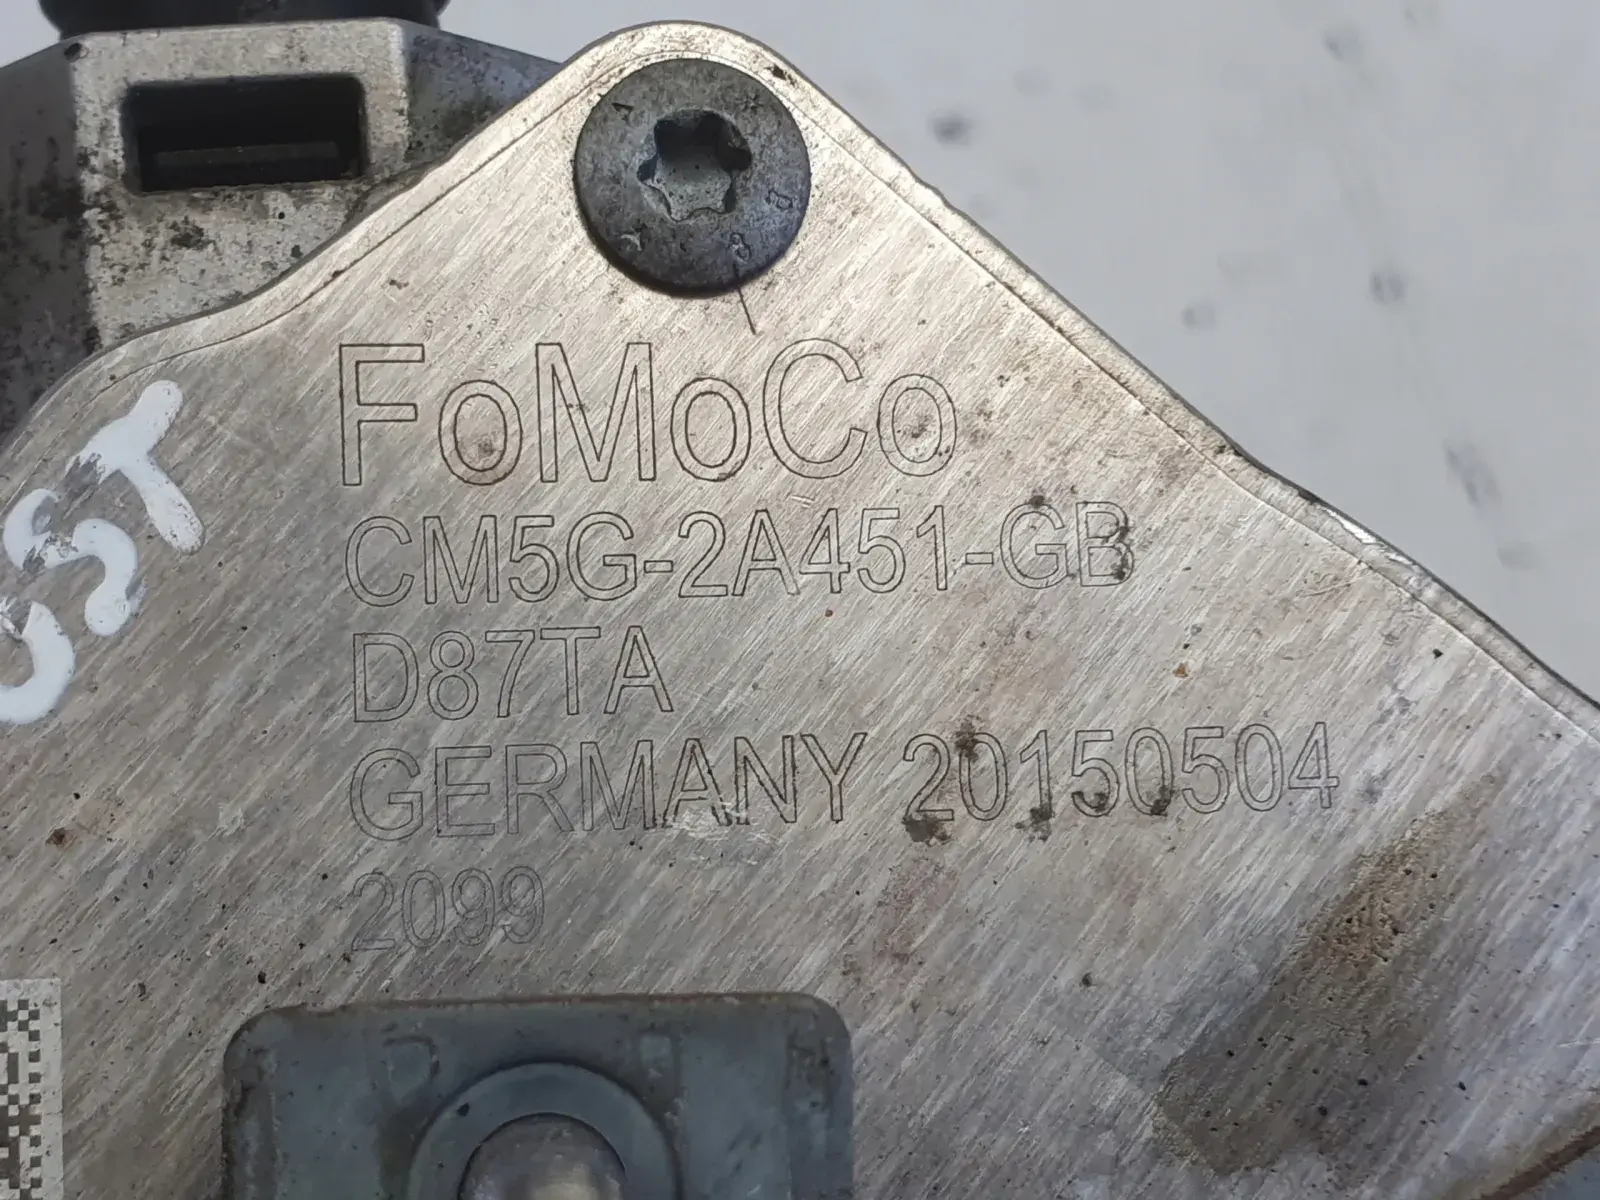 FoMoCo
CM5G-2A451-GB
D87TA
GERMANY 20150504
2099